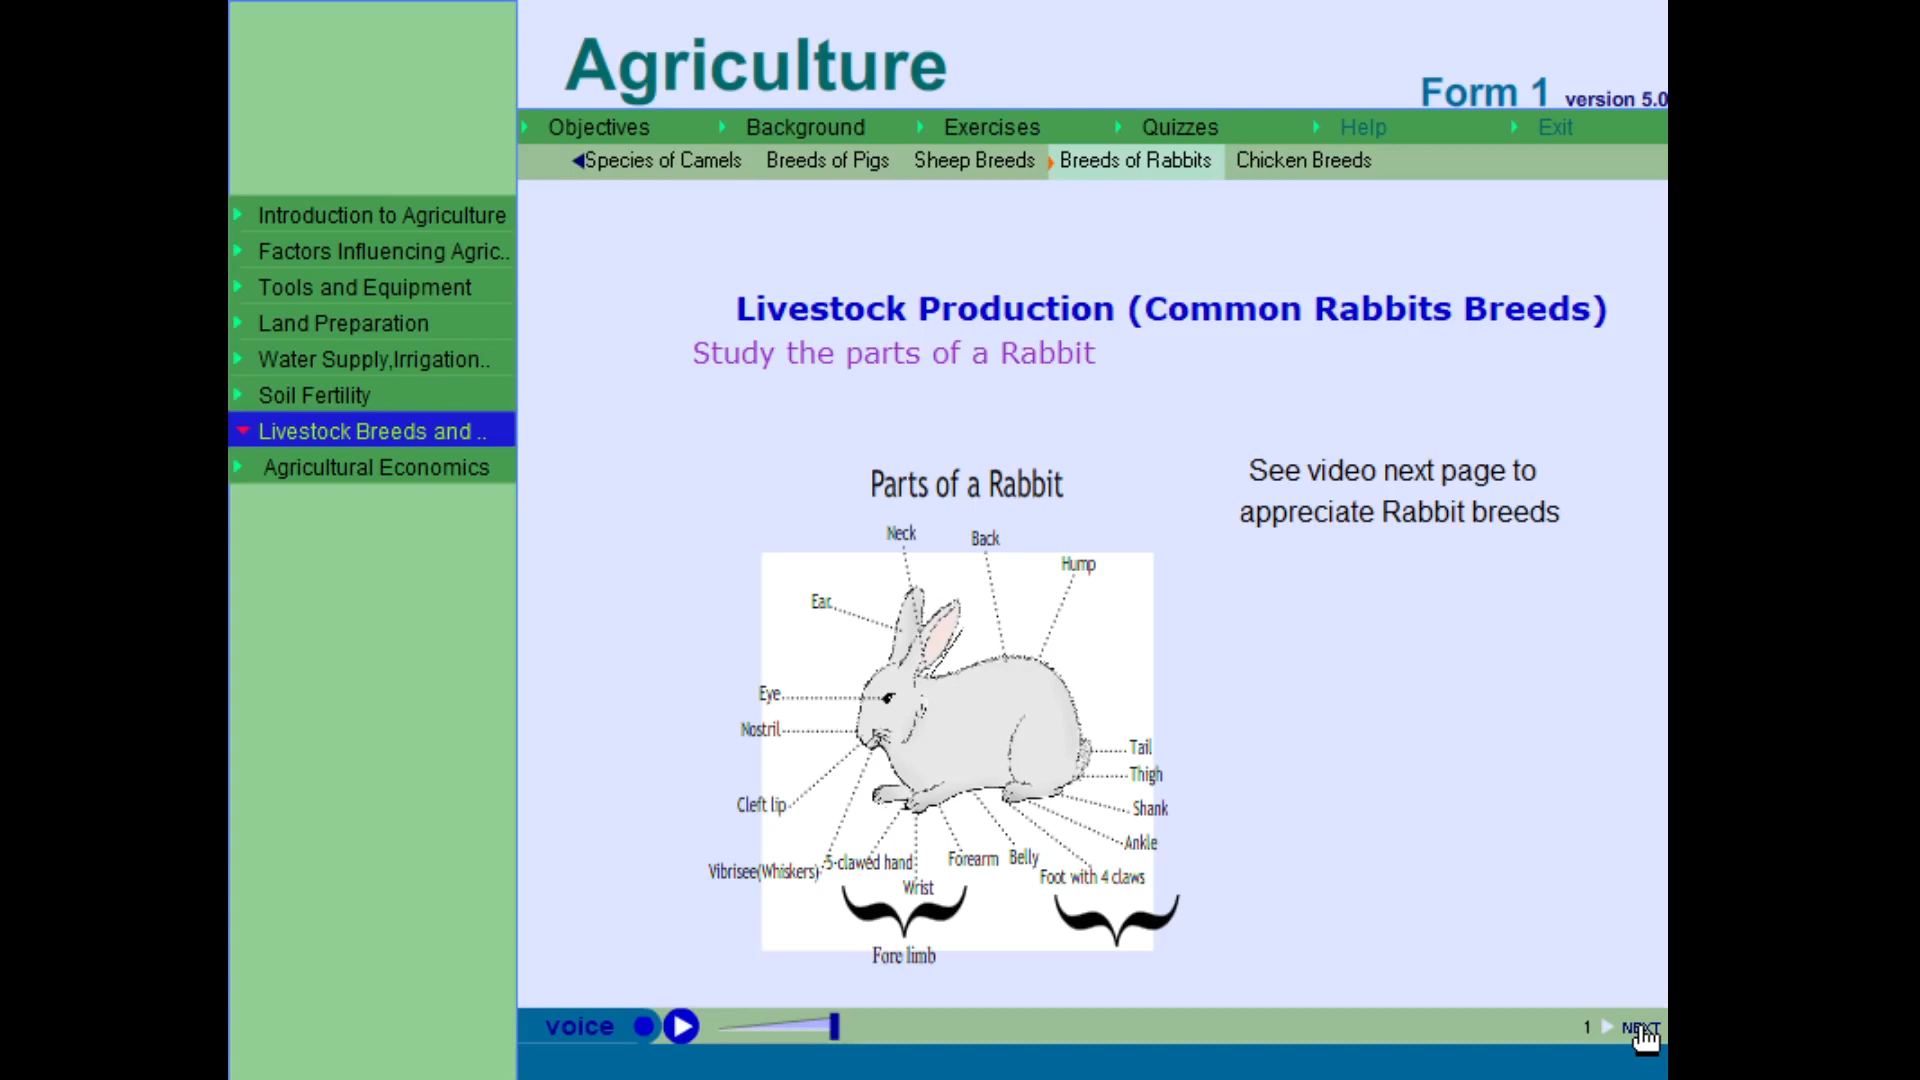 Agriculture
Form 1 version 5.0
Objectives Background Exercises Quizzes Help Exit
Species of Camels Breeds of Pigs Sheep Breeds Breeds of Rabbits Chicken Breeds
Introduction to Agriculture
Factors Influencing Agric..
Tools and Equipment
Land Preparation
Water Supply,Irrigation..
Soil Fertility
Livestock Breeds and ..
Agricultural Economics
Livestock Production (Common Rabbits Breeds)
Study the parts of a Rabbit
See video next page to
appreciate Rabbit breeds
Parts of a Rabbit
Neck
Back
Hump
Ear
Eye
Nostril
Tail
Thigh
Cleft lip
Shank
Ankle
Vibrisee(Whiskers)
5-clawed hand
Forearm
Belly
Foot with 4 claws
Wrist
Fore limb
voice
1 NEXT